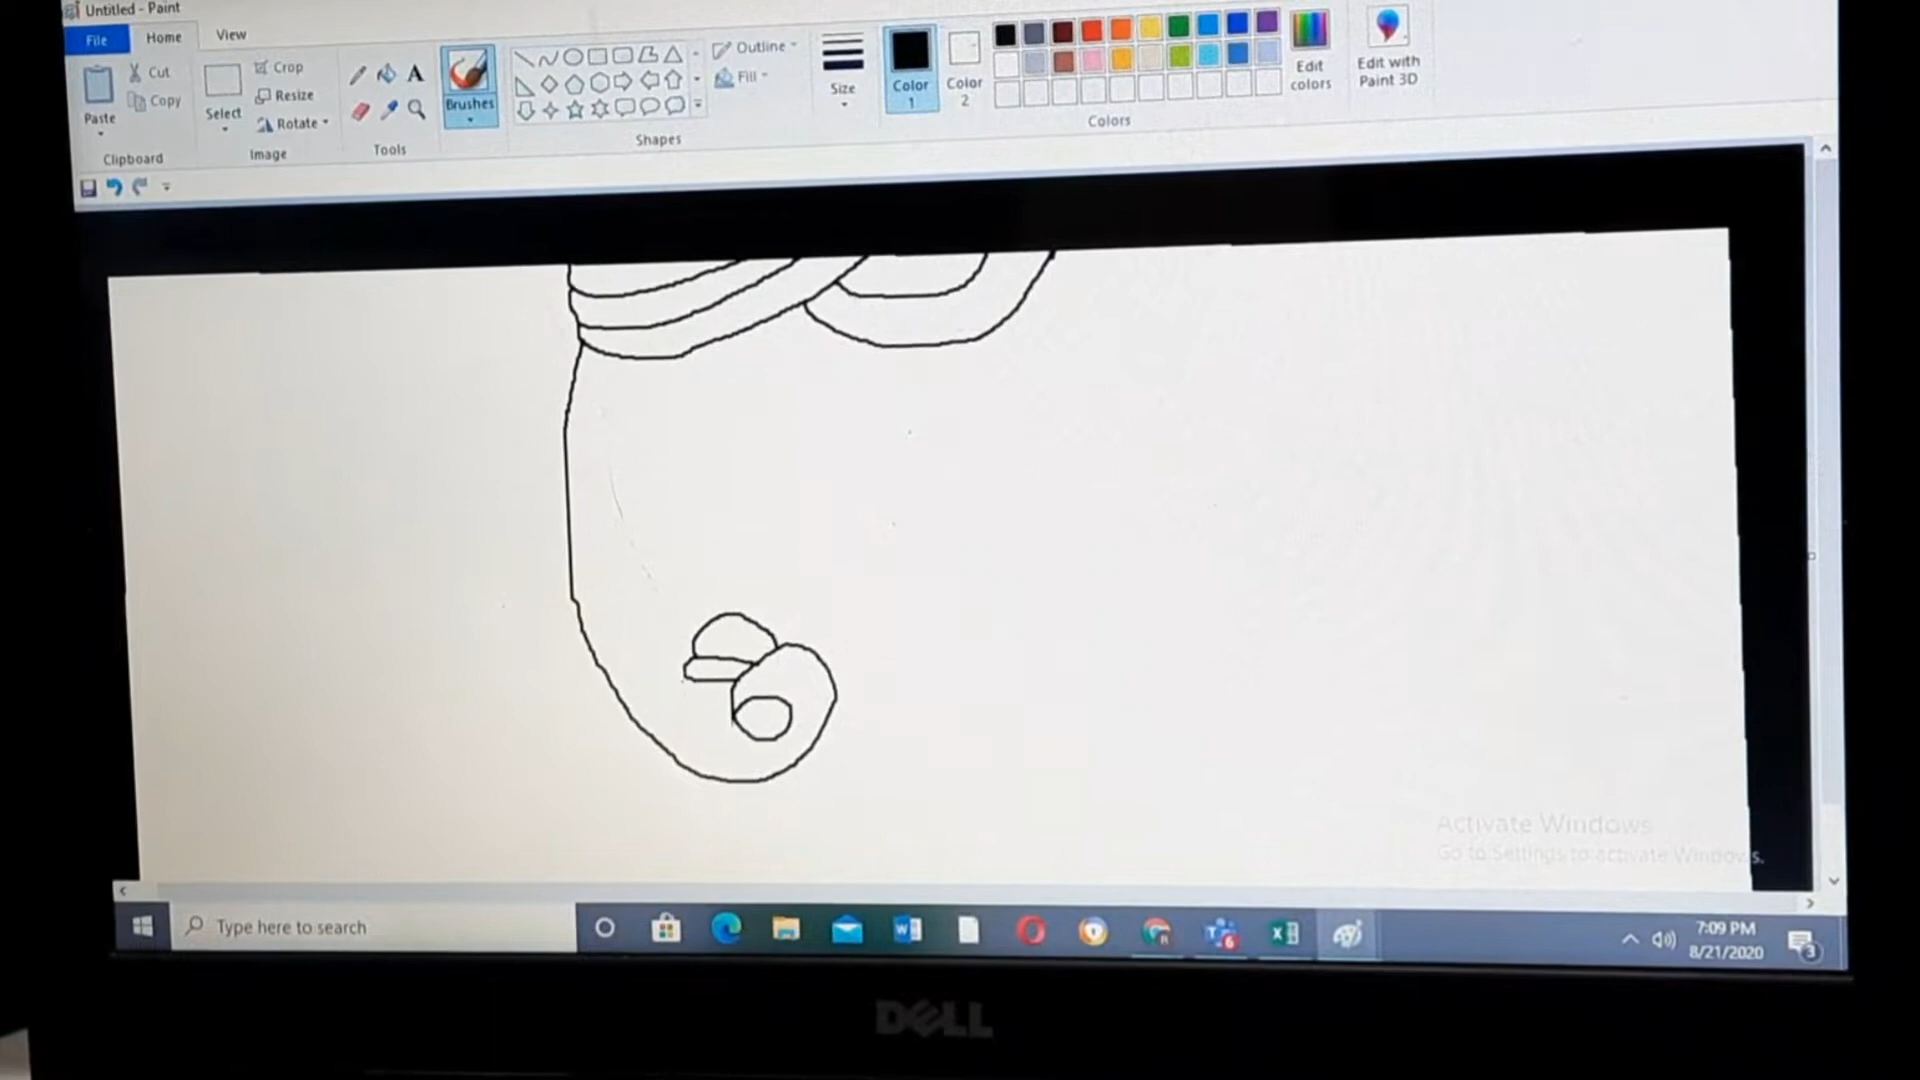 Untitled - Paint
File
Home
View
Paste
Cut
Copy
Clipboard
Select
Crop
Resize
Rotate
Image
A
Tools
Brushes
Shapes
Outline
Fill
Size
Color 1
Color 2
Colors
Edit colors
Edit with Paint 3D
Activate Windows
Go to Settings to activate Windows.
Type here to search
7:09 PM
8/21/2020
3
DELL